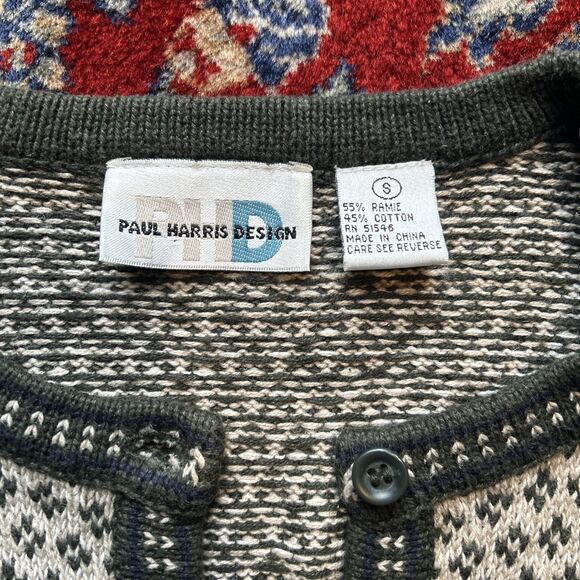 PHD
PAUL HARRIS DESIGN
S
55% RAMIE
45% COTTON
RN 51546
MADE IN CHINA
CARE SEE REVERSE